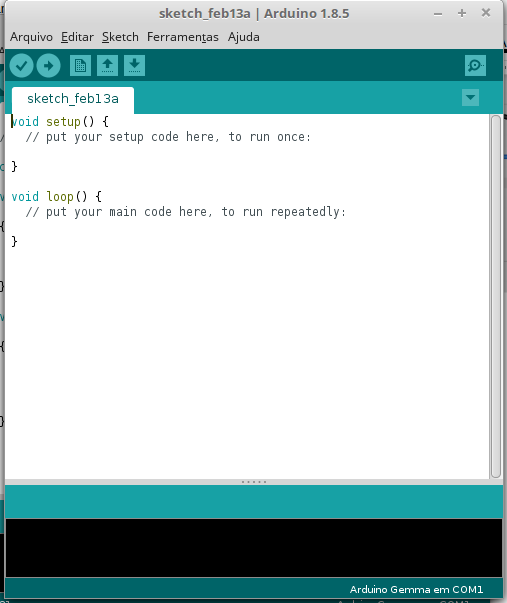 sketch_feb13a | Arduino 1.8.5
Arquivo Editar Sketch Ferramentas Ajuda
sketch_feb13a
void setup() {
  // put your setup code here, to run once:
}
void loop() {
  // put your main code here, to run repeatedly:
}
Arduino Gemma em COM1